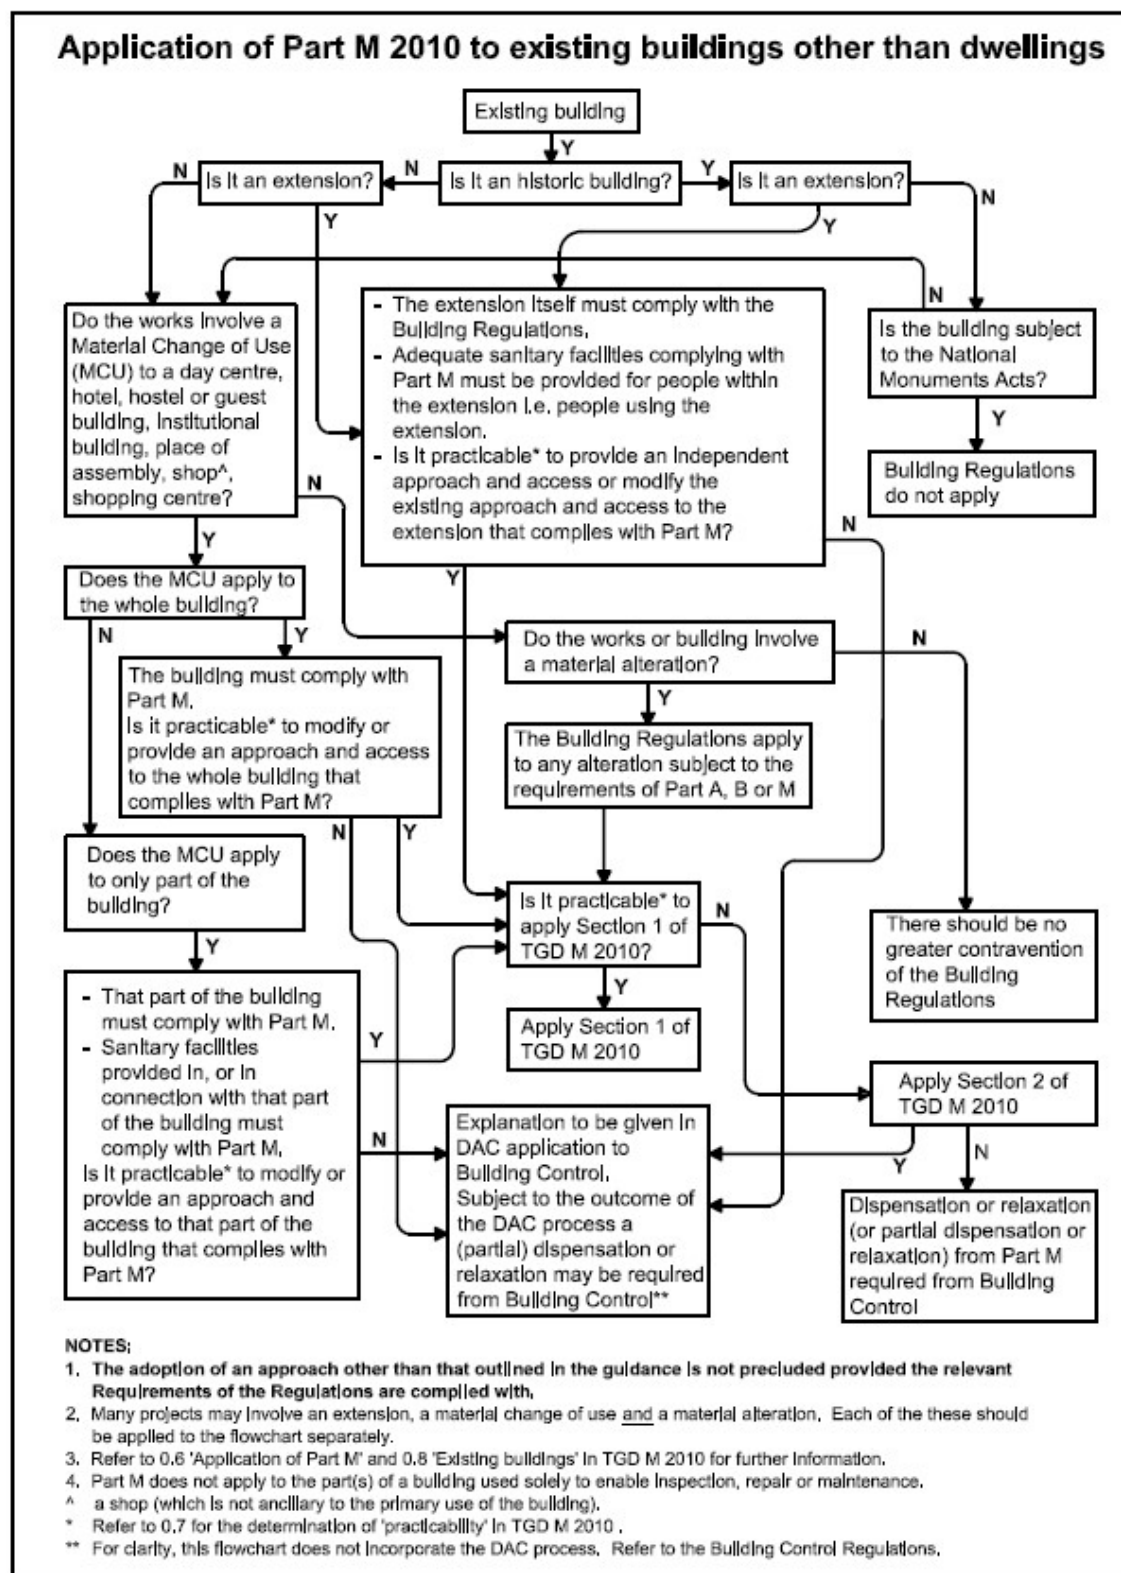 Application of Part M 2010 to existing buildings other than dwellings
Existing building
Y
N
Is it an extension?
N
Is it an historic building?
Y
Is it an extension?
N
Y
Y
Do the works involve a
Material Change of Use
(MCU) to a day centre,
hotel, hostel or guest
building, institutional
building, place of
assembly, shop^,
shopping centre?
N
- The extension itself must comply with the
Building Regulations.
- Adequate sanitary facilities complying with
Part M must be provided for people within
the extension i.e. people using the
extension.
- Is it practicable* to provide an independent
approach and access or modify the
existing approach and access to the
extension that complies with Part M?
N
Is the building subject
to the National
Monuments Acts?
Y
Building Regulations
do not apply
N
Y
Y
Does the MCU apply to
the whole building?
N
Y
Do the works or building involve
a material alteration?
N
Y
The building must comply with
Part M.
Is it practicable* to modify or
provide an approach and access
to the whole building that
complies with Part M?
N
Y
The Building Regulations apply
to any alteration subject to the
requirements of Part A, B or M
Does the MCU apply
to only part of the
building?
Y
Is it practicable* to
apply Section 1 of
TGD M 2010?
N
Y
There should be no
greater contravention
of the Building
Regulations
- That part of the building
must comply with Part M.
- Sanitary facilities
provided in, or in
connection with that part
of the building must
comply with Part M.
Is it practicable* to modify or
provide an approach and
access to that part of the
building that complies with
Part M?
Y
N
Apply Section 1 of
TGD M 2010
Apply Section 2 of
TGD M 2010
Y
N
Explanation to be given in
DAC application to
Building Control.
Subject to the outcome of
the DAC process a
(partial) dispensation or
relaxation may be required
from Building Control**
Dispensation or relaxation
(or partial dispensation or
relaxation) from Part M
required from Building
Control
NOTES:
1. The adoption of an approach other than that outlined in the guidance is not precluded provided the relevant
Requirements of the Regulations are complied with.
2. Many projects may involve an extension, a material change of use and a material alteration. Each of the these should
be applied to the flowchart separately.
3. Refer to 0.6 'Application of Part M' and 0.8 'Existing buildings' in TGD M 2010 for further information.
4. Part M does not apply to the part(s) of a building used solely to enable inspection, repair or maintenance.
^ a shop (which is not ancillary to the primary use of the building).
* Refer to 0.7 for the determination of 'practicability' in TGD M 2010 .
** For clarity, this flowchart does not incorporate the DAC process. Refer to the Building Control Regulations.